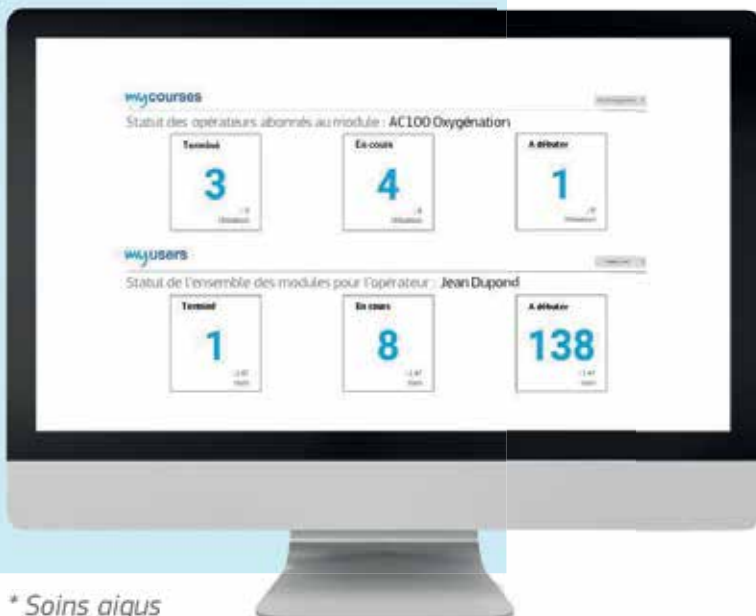 mycourses
Statut des opérateurs abonnés au module : AC100 Oxygénation
Terminé En cours A débuter
3 4 1
myusers
Statut de l'ensemble des modules pour l'opérateur : Jean Dupond
Terminé En cours A débuter
1 8 138
* Soins aigus